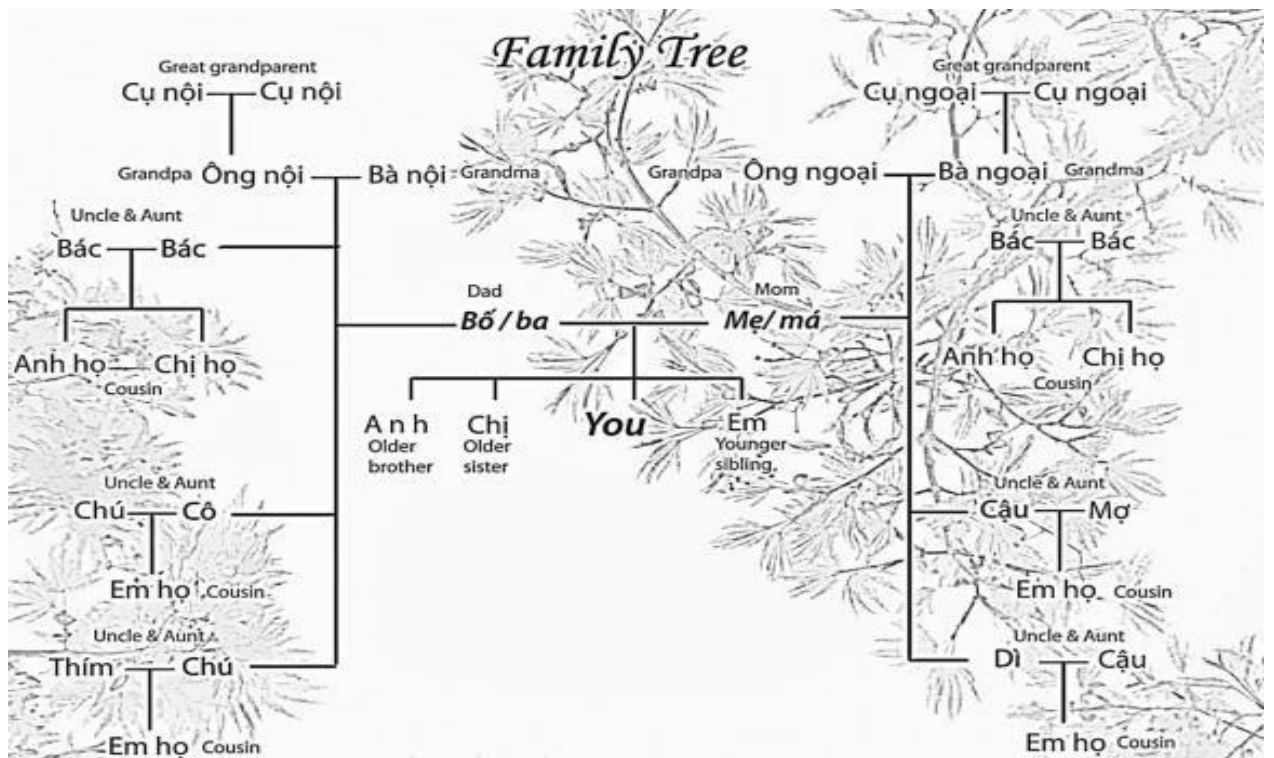 Family Tree
Great grandparent
Cụ nội Cụ nội
Great grandparent
Cụ ngoại Cụ ngoại
Grandpa Ông nội Bà nội Grandma
Grandpa Ông ngoại Bà ngoại Grandma
Uncle & Aunt
Bác Bác
Uncle & Aunt
Bác Bác
Dad
Bố / ba
Mom
Mẹ/ má
Anh họ Chị họ
Cousin
Anh họ Chị họ
Cousin
A n h
Older
brother
Chị
Older
sister
You
Em
Younger
sibling
Uncle & Aunt
Chú Cô
Em họ Cousin
Uncle & Aunt
Cậu Mợ
Em họ Cousin
Uncle & Aunt
Thím Chú
Em họ Cousin
Uncle & Aunt
Dì Cậu
Em họ Cousin